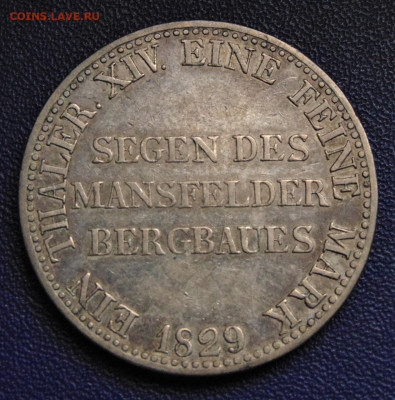 COINS.LAVE.RU
EIN THALER. XIV. EINE FEINE MARK
SEGEN DES
MANSFELDER
BERGBAUES
1829